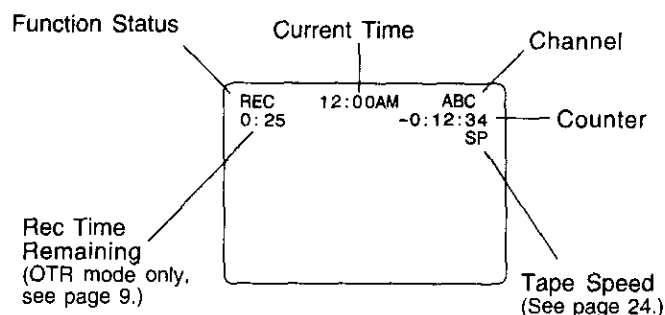 Function Status
Current Time
Channel
REC 12:00AM ABC
0:25 -0:12:34
SP
Counter
Rec Time
Remaining
(OTR mode only,
see page 9.)
Tape Speed
(See page 24.)